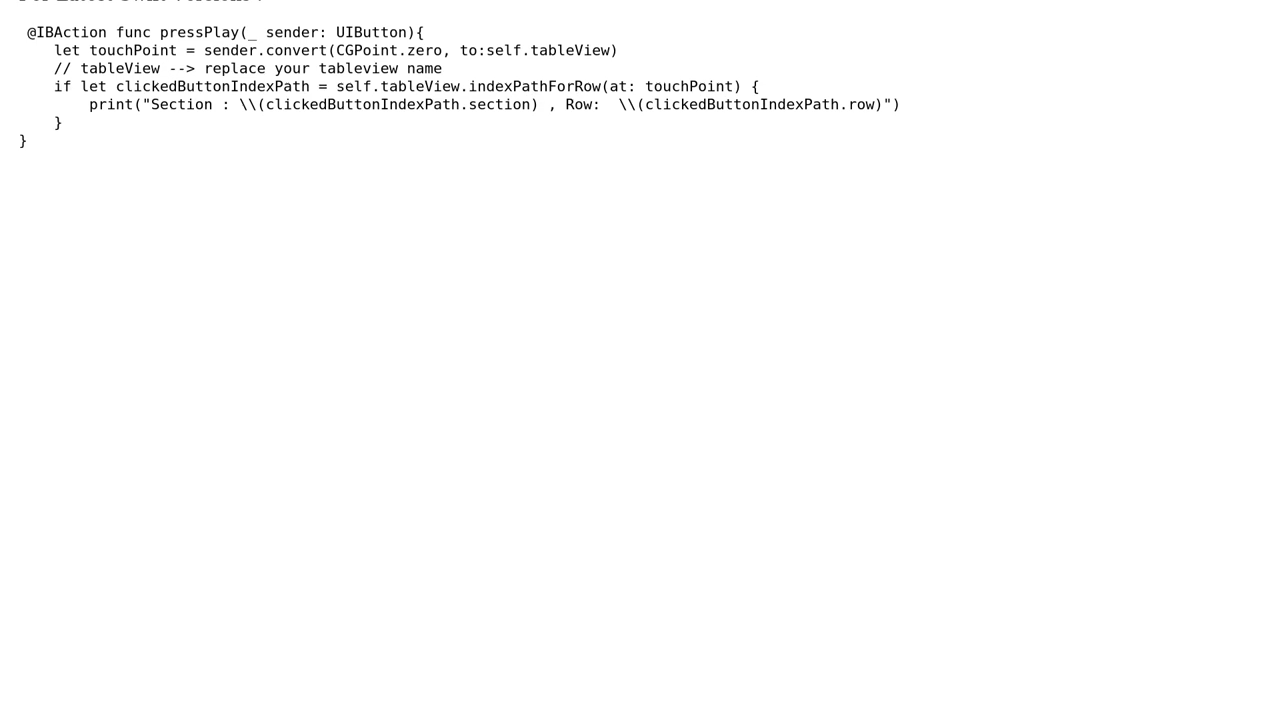 @IBAction func pressPlay(_ sender: UIButton){
let touchPoint = sender.convert(CGPoint.zero, to:self.tableView)
// tableView --> replace your tableview name
if let clickedButtonIndexPath = self.tableView.indexPathForRow(at: touchPoint) {
print("Section : \\(clickedButtonIndexPath.section) , Row:  \\(clickedButtonIndexPath.row)")
}
}